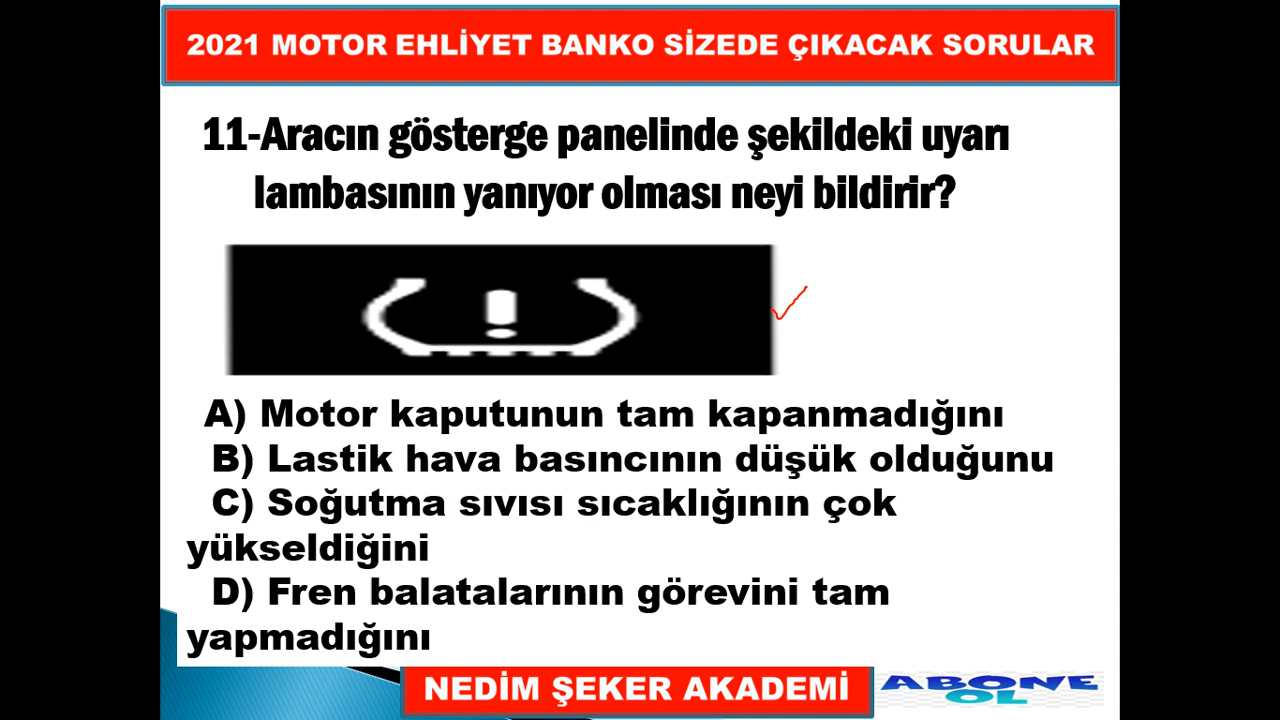 2021 MOTOR EHLİYET BANKO SİZEDE ÇIKACAK SORULAR
11-Aracın gösterge panelinde şekildeki uyarı
lambasının yanıyor olması neyi bildirir?
!
A) Motor kaputunun tam kapanmadığını
B) Lastik hava basıncının düşük olduğunu
C) Soğutma sıvısı sıcaklığının çok
yükseldiğini
D) Fren balatalarının görevini tam
yapmadığını
NEDİM ŞEKER AKADEMİ
ABONE
OL